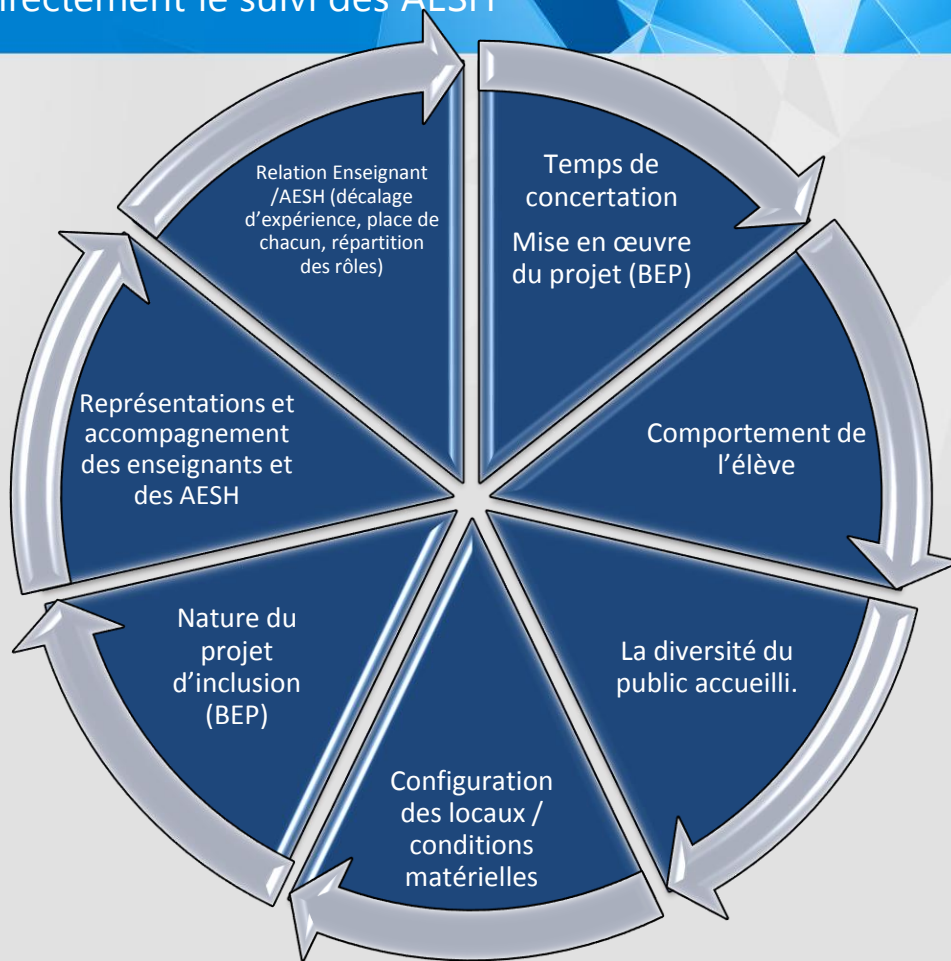 directement le suivi des AESH
Temps de
concertation
Mise en œuvre
du projet (BEP)
Comportement de
l'élève
La diversité du
public accueilli.
Configuration
des locaux /
conditions
matérielles
Nature du
projet
d'inclusion
(BEP)
Représentations et
accompagnement
des enseignants et
des AESH
Relation Enseignant
/AESH (décalage
d'expérience, place de
chacun, répartition
des rôles)